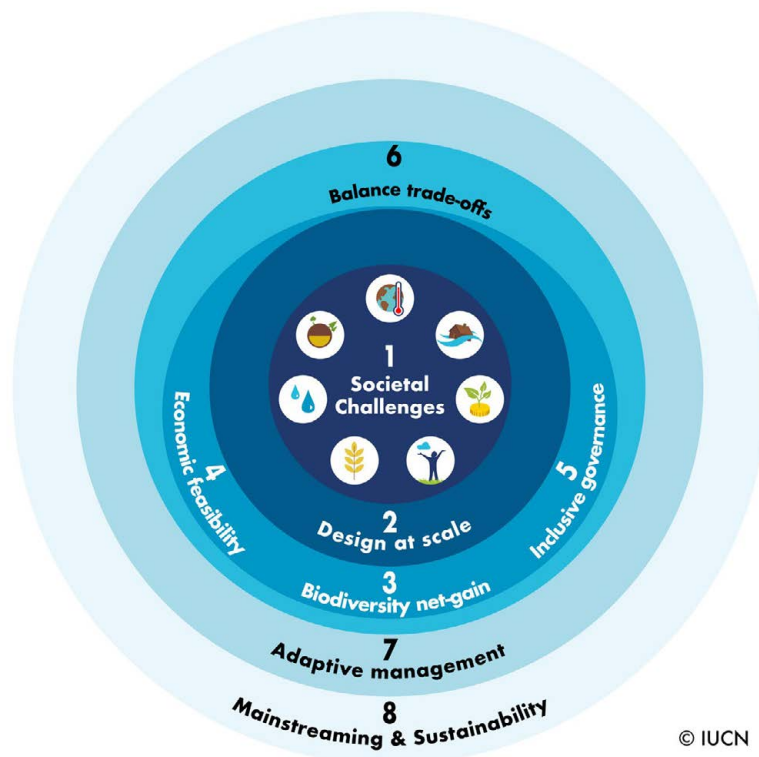 6
Balance trade-offs
1
Societal
Challenges
4
Economic feasibility
5
Inclusive governance
2
Design at scale
3
Biodiversity net-gain
7
Adaptive management
8
Mainstreaming & Sustainability
© IUCN